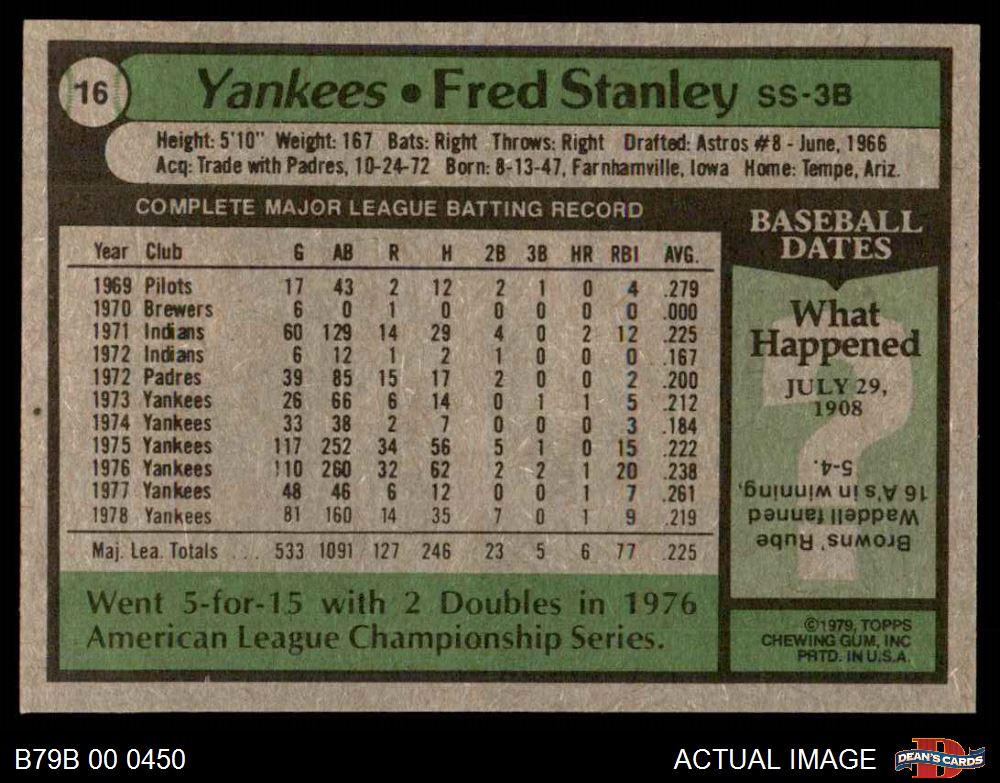 16
Yankees • Fred Stanley SS-3B
Height: 5'10" Weight: 167 Bats: Right Throws: Right Drafted: Astros #8 - June, 1966
Acq: Trade with Padres, 10-24-72 Born: 8-13-47, Farnhamville, Iowa Home: Tempe, Ariz.
COMPLETE MAJOR LEAGUE BATTING RECORD
Year Club G AB R H 2B 3B HR RBI AVG.
1969 Pilots 17 43 2 12 2 1 0 4 .279
1970 Brewers 6 0 1 0 0 0 0 0 .000
1971 Indians 60 129 14 29 4 0 2 12 .225
1972 Indians 6 12 1 2 1 0 0 0 .167
1972 Padres 39 85 15 17 2 0 0 2 .200
1973 Yankees 26 66 6 14 0 1 1 5 .212
1974 Yankees 33 38 2 7 0 0 0 3 .184
1975 Yankees 117 252 34 56 5 1 0 15 .222
1976 Yankees 110 260 32 62 2 2 1 20 .238
1977 Yankees 48 46 6 12 0 0 1 7 .261
1978 Yankees 81 160 14 35 7 0 1 9 .219
Maj. Lea. Totals ... 533 1091 127 246 23 5 6 77 .225
Went 5-for-15 with 2 Doubles in 1976
American League Championship Series.
BASEBALL
DATES
What
Happened
?
JULY 29,
1908
Browns' Rube
Waddell fanned
16 A's in winning,
5-4.
©1979, TOPPS
CHEWING GUM, INC
PRTD. IN U.S.A.
B79B 00 0450
ACTUAL IMAGE
D
DEAN'S CARDS